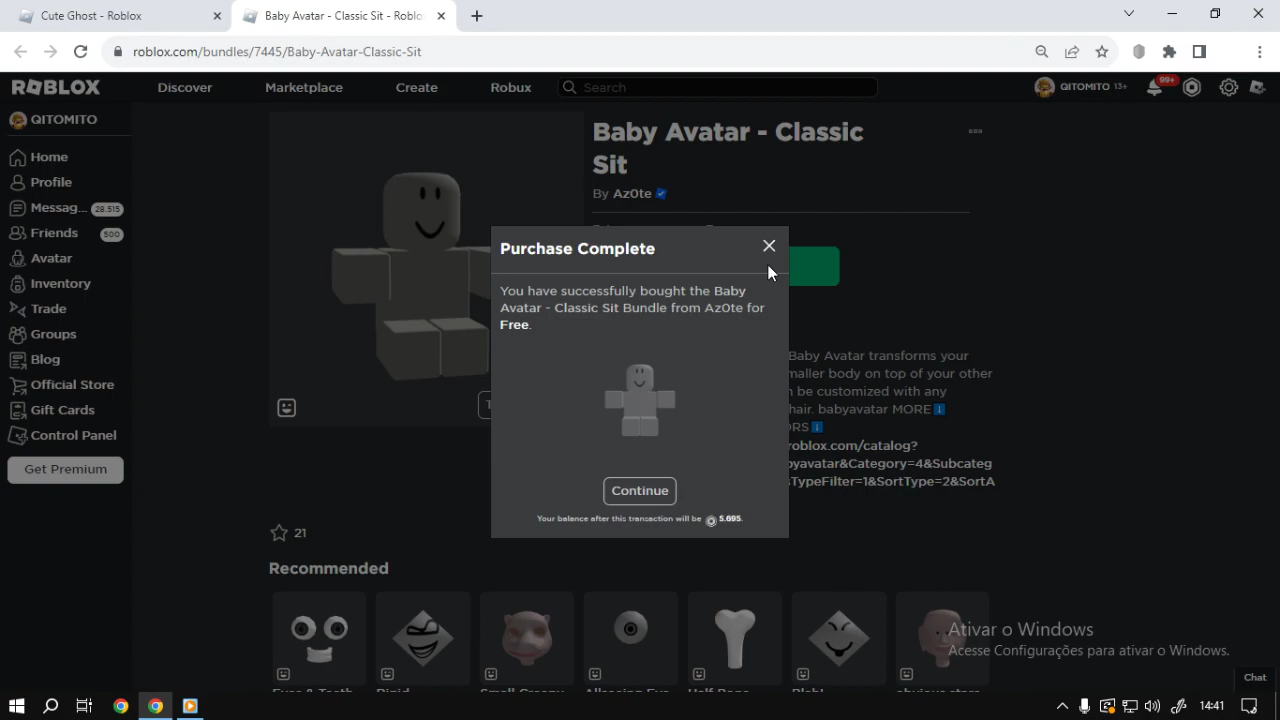 Cute Ghost - Roblox
Baby Avatar - Classic Sit - Roblo
roblox.com/bundles/7445/Baby-Avatar-Classic-Sit
ROBLOX
Discover
Marketplace
Create
Robux
Search
QITOMITO 13+
99+
QITOMITO
Home
Profile
Messag... 28.515
Friends 500
Avatar
Inventory
Trade
Groups
Blog
Official Store
Gift Cards
Control Panel
Get Premium
Baby Avatar - Classic
Sit
By Az0te
Purchase Complete
You have successfully bought the Baby
Avatar - Classic Sit Bundle from Az0te for
Free.
Continue
Your balance after this transaction will be 5.695.
Baby Avatar transforms your
maller body on top of your other
n be customized with any
hair. babyavatar MORE
ORS
roblox.com/catalog?
byavatar&Category=4&Subcateg
sTypeFilter=1&SortType=2&SortA
21
Recommended
Ativar o Windows
Acesse Configurações para ativar o Windows.
Chat
14:41